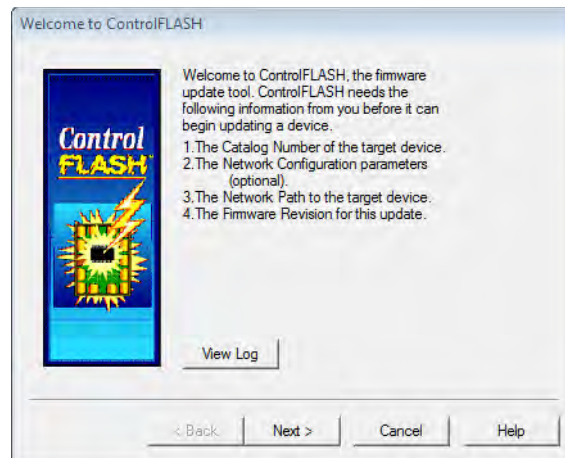 Welcome to ControlFLASH
Control
FLASH
Welcome to ControlFLASH, the firmware
update tool. ControlFLASH needs the
following information from you before it can
begin updating a device.
1.The Catalog Number of the target device.
2.The Network Configuration parameters
(optional).
3.The Network Path to the target device.
4.The Firmware Revision for this update.
View Log
< Back
Next >
Cancel
Help